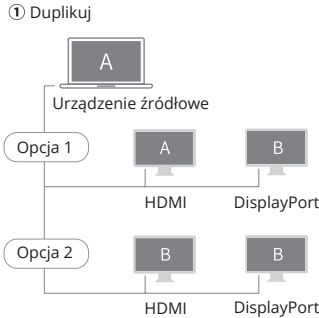 ① Duplikuj
A
Urządzenie źródłowe
Opcja 1
A
B
HDMI
DisplayPort
Opcja 2
B
B
HDMI
DisplayPort